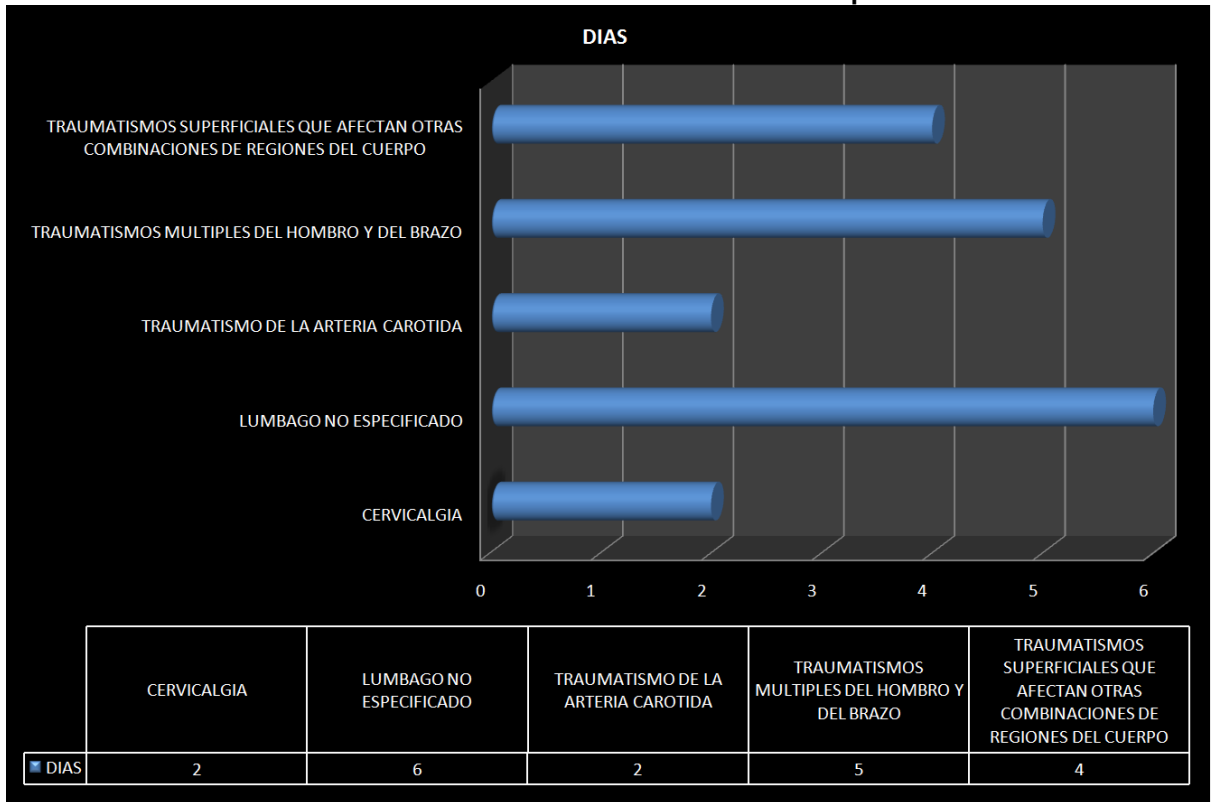 DIAS
TRAUMATISMOS SUPERFICIALES QUE AFECTAN OTRAS
COMBINACIONES DE REGIONES DEL CUERPO
TRAUMATISMOS MULTIPLES DEL HOMBRO Y DEL BRAZO
TRAUMATISMO DE LA ARTERIA CAROTIDA
LUMBAGO NO ESPECIFICADO
CERVICALGIA
0 1 2 3 4 5 6
CERVICALGIA
LUMBAGO NO
ESPECIFICADO
TRAUMATISMO DE LA
ARTERIA CAROTIDA
TRAUMATISMOS
MULTIPLES DEL HOMBRO Y
DEL BRAZO
TRAUMATISMOS
SUPERFICIALES QUE
AFECTAN OTRAS
COMBINACIONES DE
REGIONES DEL CUERPO
DIAS 2 6 2 5 4